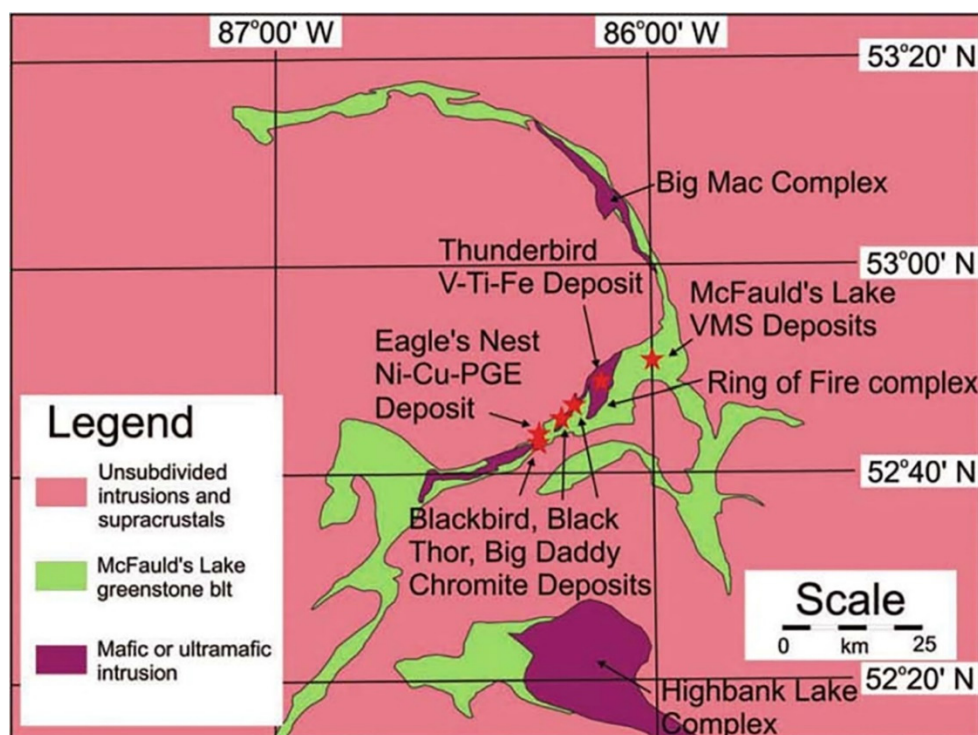 87°00' W
86°00' W
53°20' N
Big Mac Complex
Thunderbird
V-Ti-Fe Deposit
53°00' N
McFauld's Lake
VMS Deposits
Eagle's Nest
Ni-Cu-PGE
Deposit
Ring of Fire complex
Legend
Unsubdivided
intrusions and
supracrustals
McFauld's Lake
greenstone blt
Mafic or ultramafic
intrusion
52°40' N
Blackbird, Black
Thor, Big Daddy
Chromite Deposits
Scale
0 km 25
52°20' N
Highbank Lake
Complex